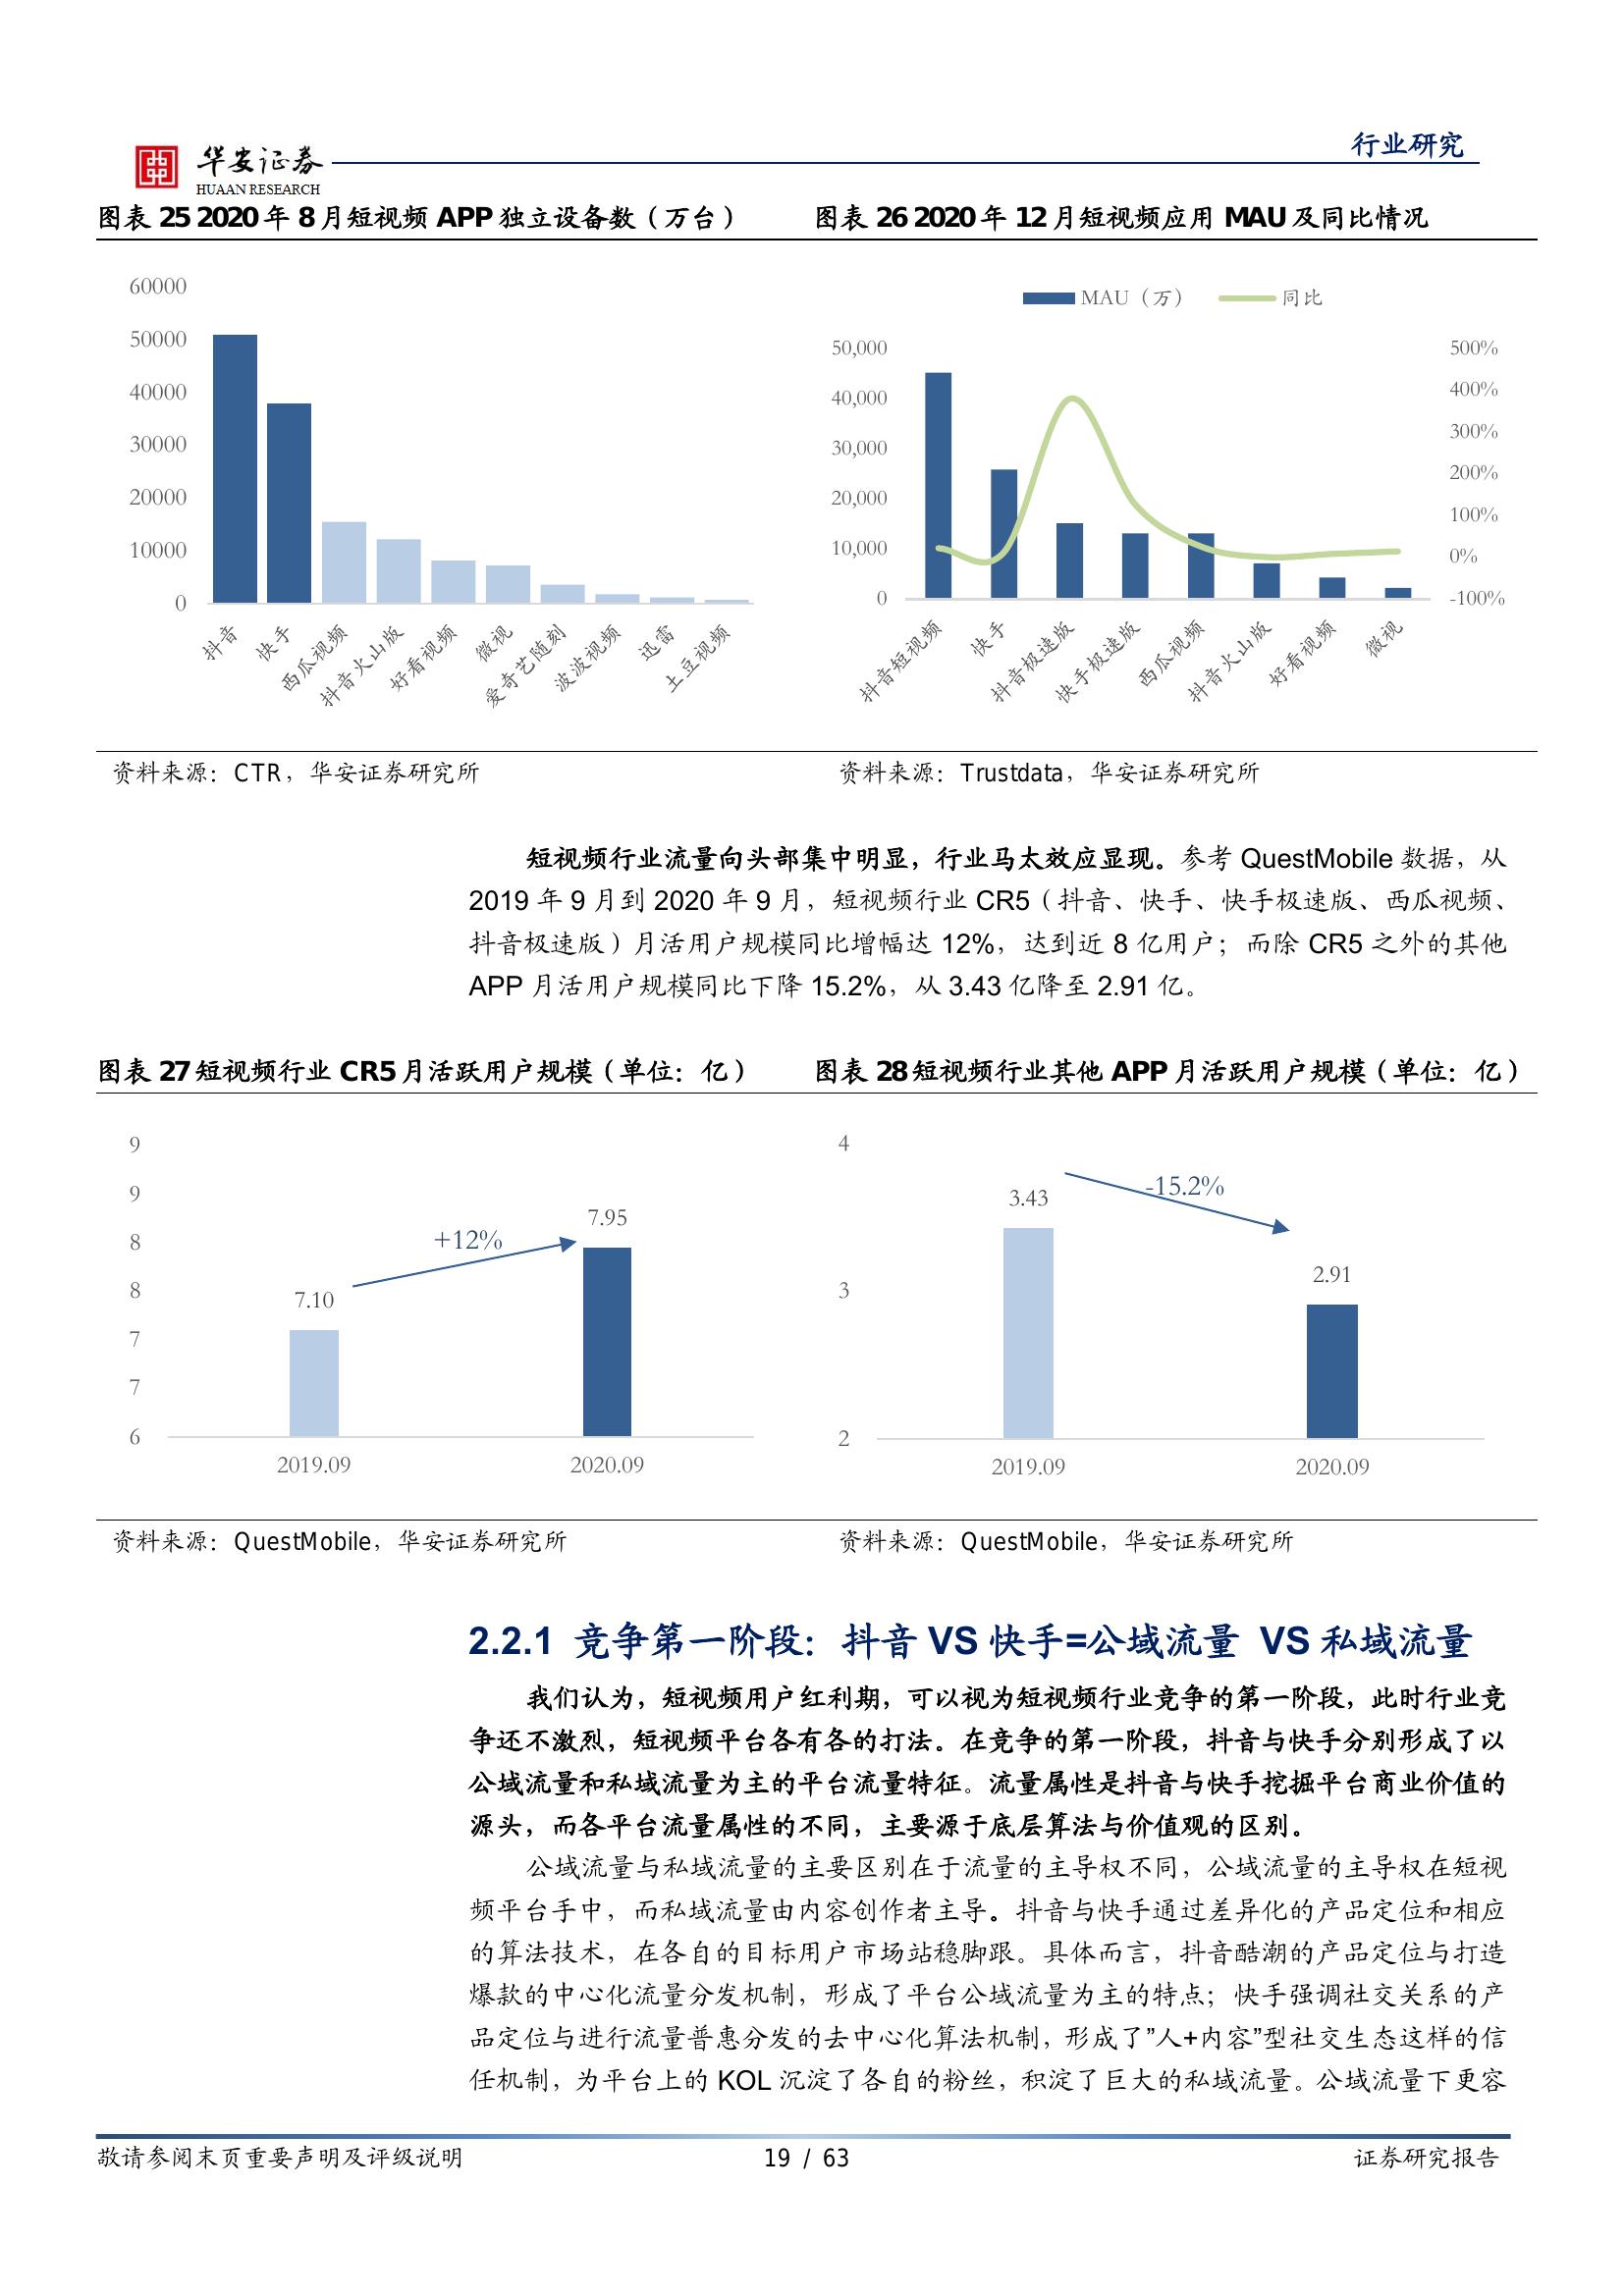 行业研究
华安证券
HUAAN RESEARCH
图表 25 2020 年 8 月短视频 APP 独立设备数（万台）
60000
50000
40000
30000
20000
10000
0
抖音
快手
西瓜视频
抖音火山版
好看视频
微视
爱奇艺随刻
波波视频
迅雷
土豆视频
资料来源：CTR，华安证券研究所
图表 26 2020 年 12 月短视频应用 MAU 及同比情况
MAU（万）
同比
50,000
40,000
30,000
20,000
10,000
0
500%
400%
300%
200%
100%
0%
-100%
抖音短视频
快手
抖音极速版
快手极速版
西瓜视频
抖音火山版
好看视频
微视
资料来源：Trustdata，华安证券研究所
短视频行业流量向头部集中明显，行业马太效应显现。参考 QuestMobile 数据，从
2019 年 9 月到 2020 年 9 月，短视频行业 CR5（抖音、快手、快手极速版、西瓜视频、
抖音极速版）月活用户规模同比增幅达 12%，达到近 8 亿用户；而除 CR5 之外的其他
APP 月活用户规模同比下降 15.2%，从 3.43 亿降至 2.91 亿。
图表 27 短视频行业 CR5 月活跃用户规模（单位：亿）
9
9
8
8
7
7
6
7.10
+12%
7.95
2019.09
2020.09
资料来源：QuestMobile，华安证券研究所
图表 28 短视频行业其他 APP 月活跃用户规模（单位：亿）
4
3
2
3.43
-15.2%
2.91
2019.09
2020.09
资料来源：QuestMobile，华安证券研究所
2.2.1 竞争第一阶段：抖音 VS 快手=公域流量 VS 私域流量
我们认为，短视频用户红利期，可以视为短视频行业竞争的第一阶段，此时行业竞
争还不激烈，短视频平台各有各的打法。在竞争的第一阶段，抖音与快手分别形成了以
公域流量和私域流量为主的平台流量特征。流量属性是抖音与快手挖掘平台商业价值的
源头，而各平台流量属性的不同，主要源于底层算法与价值观的区别。
公域流量与私域流量的主要区别在于流量的主导权不同，公域流量的主导权在短视
频平台手中，而私域流量由内容创作者主导。抖音与快手通过差异化的产品定位和相应
的算法技术，在各自的目标用户市场站稳脚跟。具体而言，抖音酷潮的产品定位与打造
爆款的中心化流量分发机制，形成了平台公域流量为主的特点；快手强调社交关系的产
品定位与进行流量普惠分发的去中心化算法机制，形成了”人+内容”型社交生态这样的信
任机制，为平台上的 KOL 沉淀了各自的粉丝，积淀了巨大的私域流量。公域流量下更容
敬请参阅末页重要声明及评级说明
19 / 63
证券研究报告